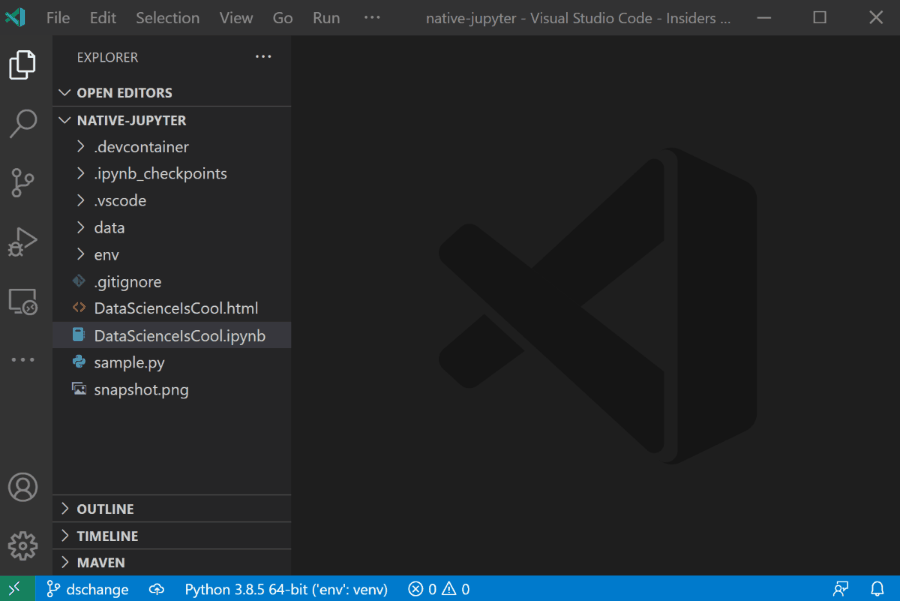 File Edit Selection View Go Run ··· native-jupyter - Visual Studio Code - Insiders ...
EXPLORER ···
OPEN EDITORS
NATIVE-JUPYTER
.devcontainer
.ipynb_checkpoints
.vscode
data
env
.gitignore
DataScienceIsCool.html
DataScienceIsCool.ipynb
sample.py
snapshot.png
OUTLINE
TIMELINE
MAVEN
dschange Python 3.8.5 64-bit ('env': venv) 0 0